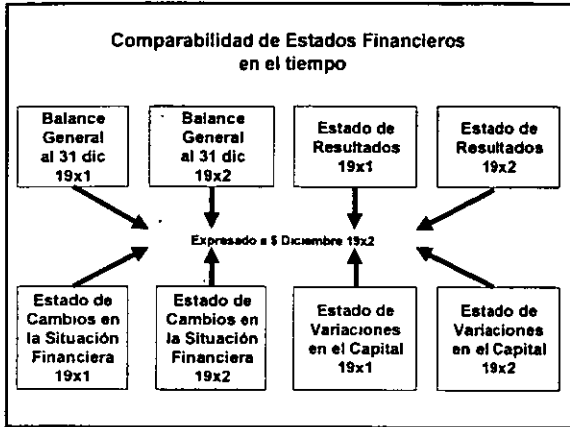 Comparabilidad de Estados Financieros
en el tiempo
Balance
General
al 31 dic
19x1
Balance
General
al 31 dic
19x2
Estado de
Resultados
19x1
Estado de
Resultados
19x2
Expresado a $ Diciembre 19x2
Estado de
Cambios en
la Situación
Financiera
19x1
Estado de
Cambios en
la Situación
Financiera
19x2
Estado de
Variaciones
en el Capital
19x1
Estado de
Variaciones
en el Capital
19x2